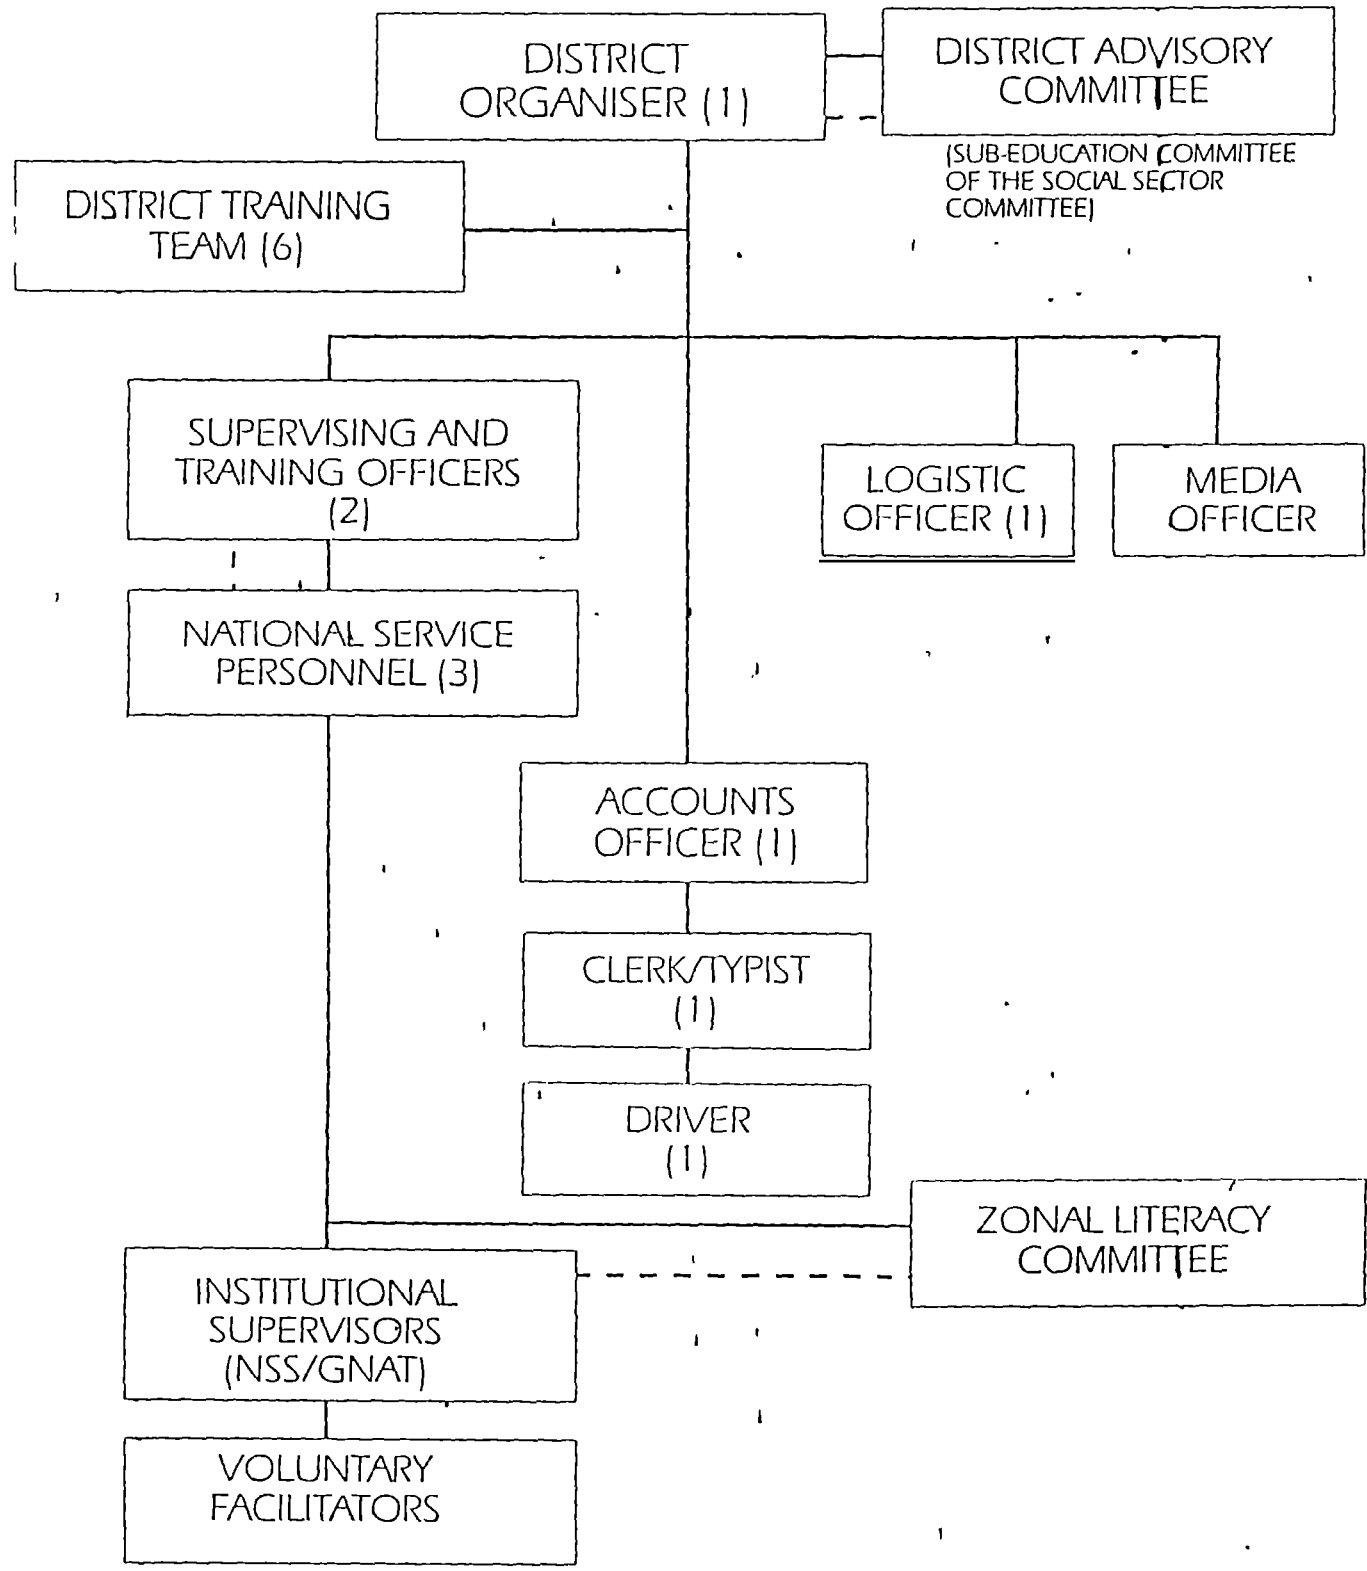 DISTRICT
ORGANISER (1)
DISTRICT ADVISORY
COMMITTEE
(SUB-EDUCATION COMMITTEE
OF THE SOCIAL SECTOR
COMMITTEE)
DISTRICT TRAINING
TEAM (6)
SUPERVISING AND
TRAINING OFFICERS
(2)
LOGISTIC
OFFICER (1)
MEDIA
OFFICER
NATIONAL SERVICE
PERSONNEL (3)
ACCOUNTS
OFFICER (1)
CLERK/TYPIST
(1)
DRIVER
(1)
ZONAL LITERACY
COMMITTEE
INSTITUTIONAL
SUPERVISORS
(NSS/GNAT)
VOLUNTARY
FACILITATORS